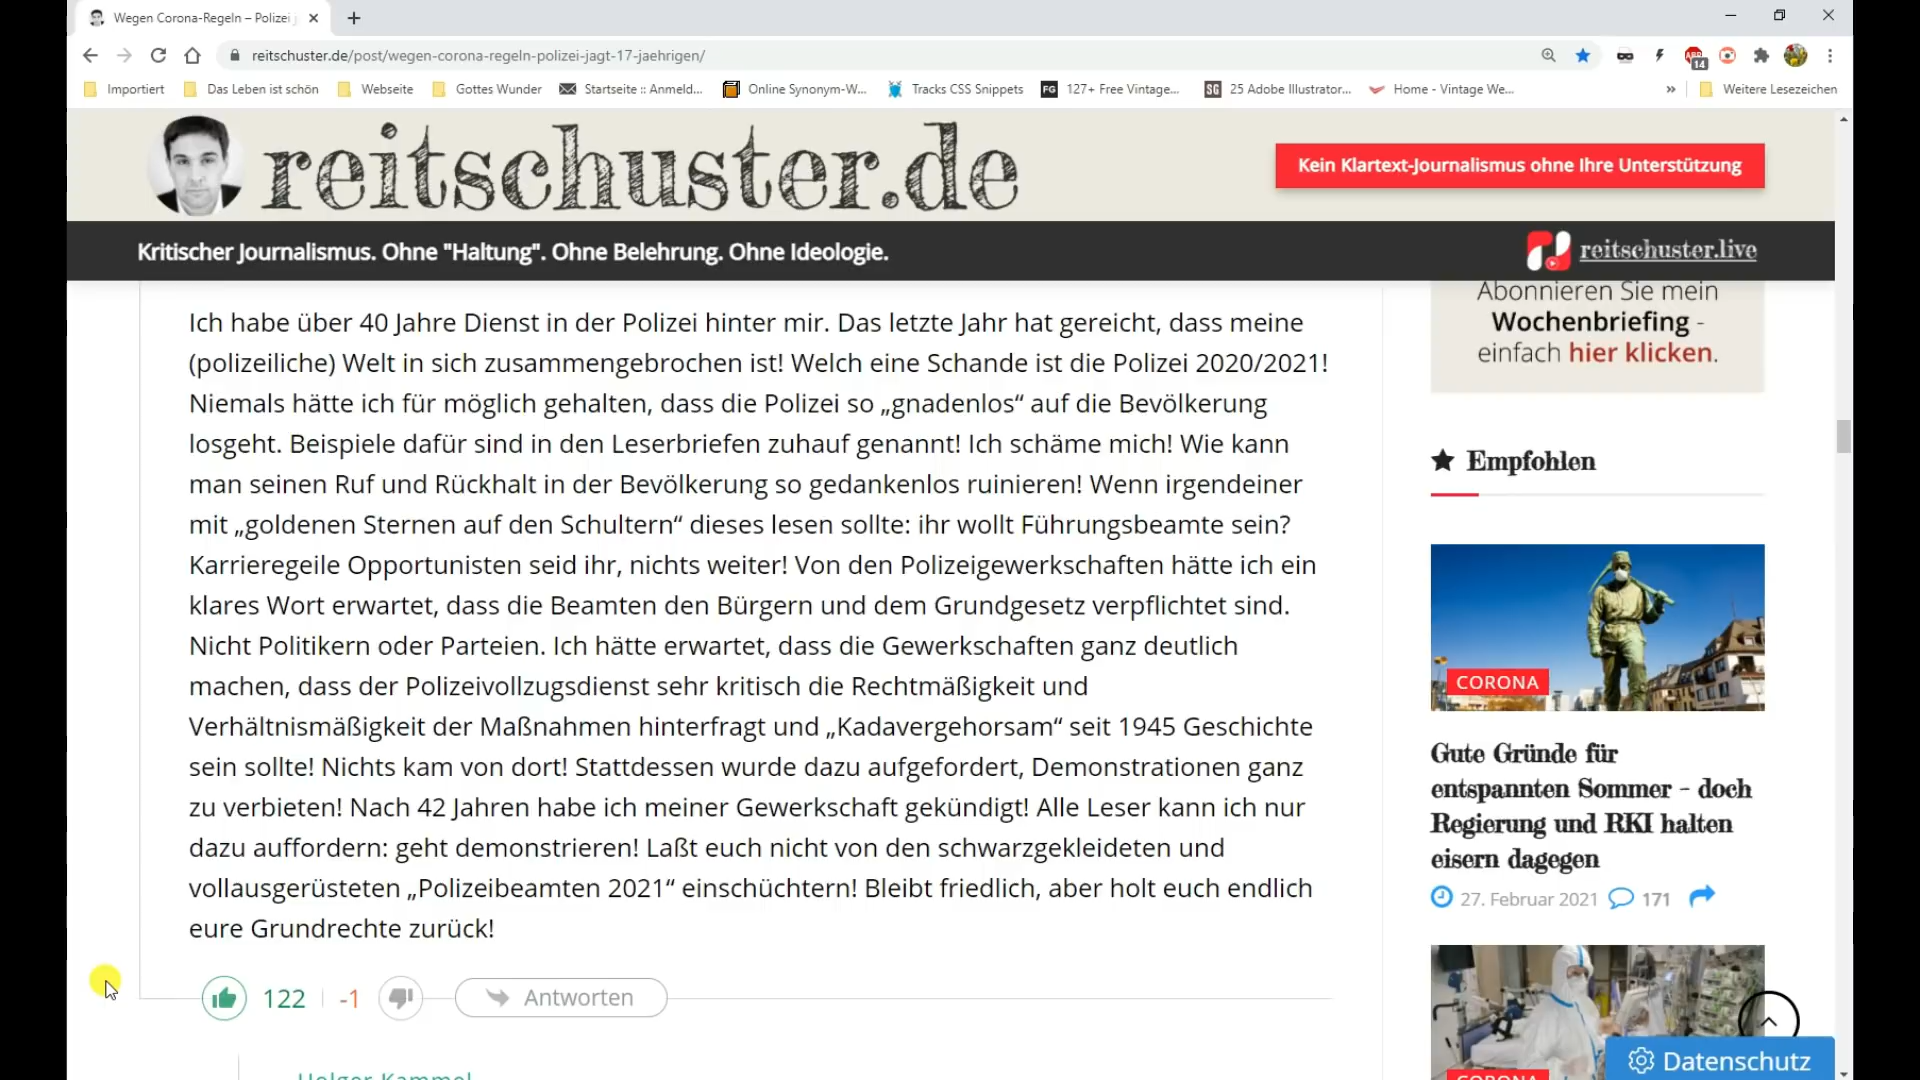 Wegen Corona-Regeln – Polizei j
reitschuster.de/post/wegen-corona-regeln-polizei-jagt-17-jaehrigen/
14
Importiert
Das Leben ist schön
Webseite
Gottes Wunder
Startseite :: Anmeld...
Online Synonym-W...
Tracks CSS Snippets
FG
127+ Free Vintage...
SG
25 Adobe Illustrator...
Home - Vintage We...
»
Weitere Lesezeichen
reitschuster.de
Kein Klartext-Journalismus ohne Ihre Unterstützung
Kritischer Journalismus. Ohne "Haltung". Ohne Belehrung. Ohne Ideologie.
reitschuster.live
Ich habe über 40 Jahre Dienst in der Polizei hinter mir. Das letzte Jahr hat gereicht, dass meine
(polizeiliche) Welt in sich zusammengebrochen ist! Welch eine Schande ist die Polizei 2020/2021!
Niemals hätte ich für möglich gehalten, dass die Polizei so „gnadenlos“ auf die Bevölkerung
losgeht. Beispiele dafür sind in den Leserbriefen zuhauf genannt! Ich schäme mich! Wie kann
man seinen Ruf und Rückhalt in der Bevölkerung so gedankenlos ruinieren! Wenn irgendeiner
mit „goldenen Sternen auf den Schultern“ dieses lesen sollte: ihr wollt Führungsbeamte sein?
Karrieregeile Opportunisten seid ihr, nichts weiter! Von den Polizeigewerkschaften hätte ich ein
klares Wort erwartet, dass die Beamten den Bürgern und dem Grundgesetz verpflichtet sind.
Nicht Politikern oder Parteien. Ich hätte erwartet, dass die Gewerkschaften ganz deutlich
machen, dass der Polizeivollzugsdienst sehr kritisch die Rechtmäßigkeit und
Verhältnismäßigkeit der Maßnahmen hinterfragt und „Kadavergehorsam“ seit 1945 Geschichte
sein sollte! Nichts kam von dort! Stattdessen wurde dazu aufgefordert, Demonstrationen ganz
zu verbieten! Nach 42 Jahren habe ich meiner Gewerkschaft gekündigt! Alle Leser kann ich nur
dazu auffordern: geht demonstrieren! Laßt euch nicht von den schwarzgekleideten und
vollausgerüsteten „Polizeibeamten 2021“ einschüchtern! Bleibt friedlich, aber holt euch endlich
eure Grundrechte zurück!
122
-1
Antworten
Holger Kammel
Abonnieren Sie mein
Wochenbriefing -
einfach hier klicken.
Empfohlen
CORONA
Gute Gründe für
entspannten Sommer – doch
Regierung und RKI halten
eisern dagegen
27. Februar 2021
171
CORONA
Datenschutz